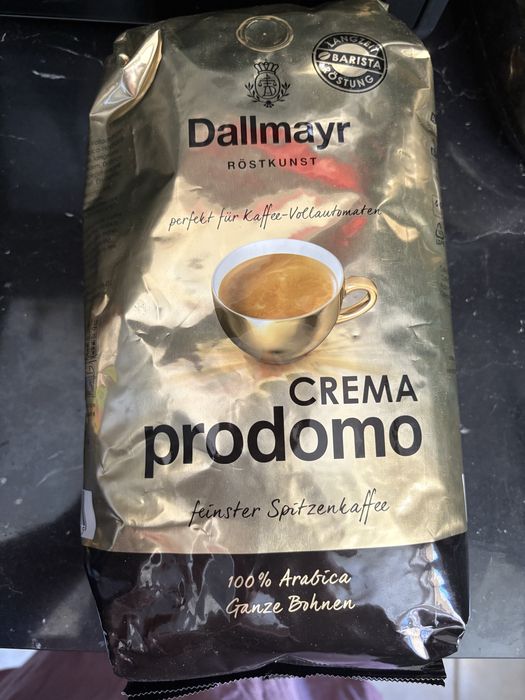 LANGZEIT
BARISTA
RÖSTUNG
Dallmayr
RÖSTKUNST
perfekt für Kaffee-Vollautomaten
CREMA
prodomo
feinster Spitzenkaffee
100% Arabica
Ganze Bohnen